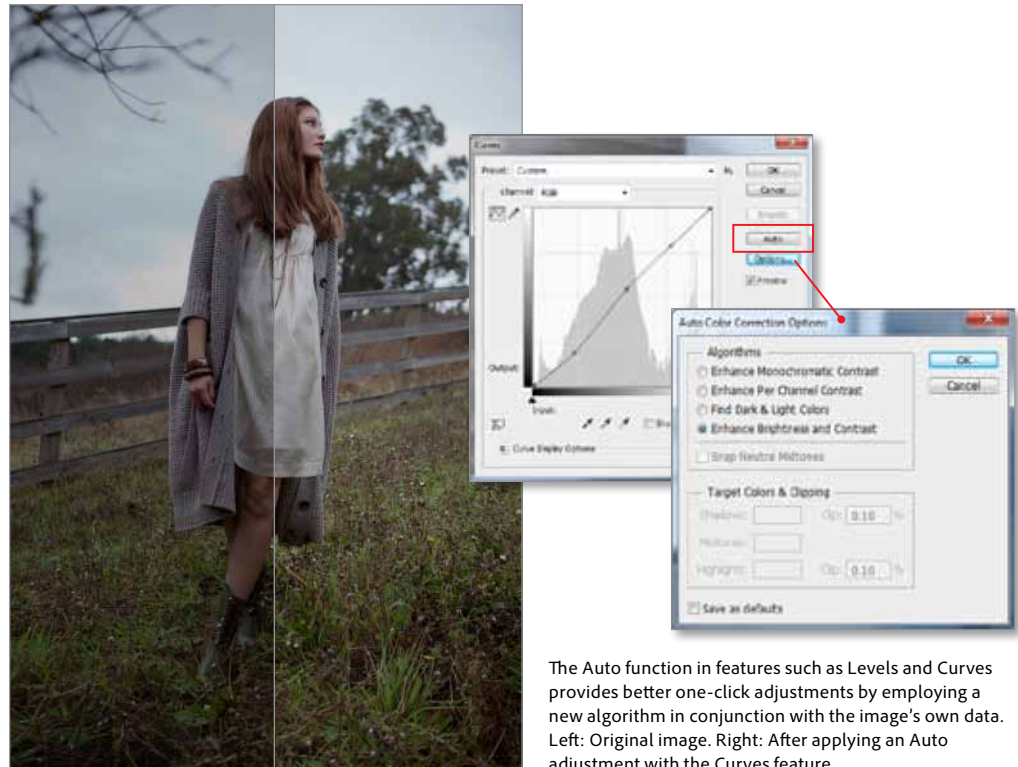 Curves
Preset: Custom
OK
Channel: RGB
Cancel
Smooth
Auto
Options...
Preview
Output:
Input:
Curve Display Options
Auto Color Correction Options
Algorithms
OK
Enhance Monochromatic Contrast
Cancel
Enhance Per Channel Contrast
Find Dark & Light Colors
Enhance Brightness and Contrast
Snap Neutral Midtones
Target Colors & Clipping
Shadows: Clip: 0.10 %
Midtones:
Highlights: Clip: 0.10 %
Save as defaults
The Auto function in features such as Levels and Curves
provides better one-click adjustments by employing a
new algorithm in conjunction with the image's own data.
Left: Original image. Right: After applying an Auto
adjustment with the Curves feature.